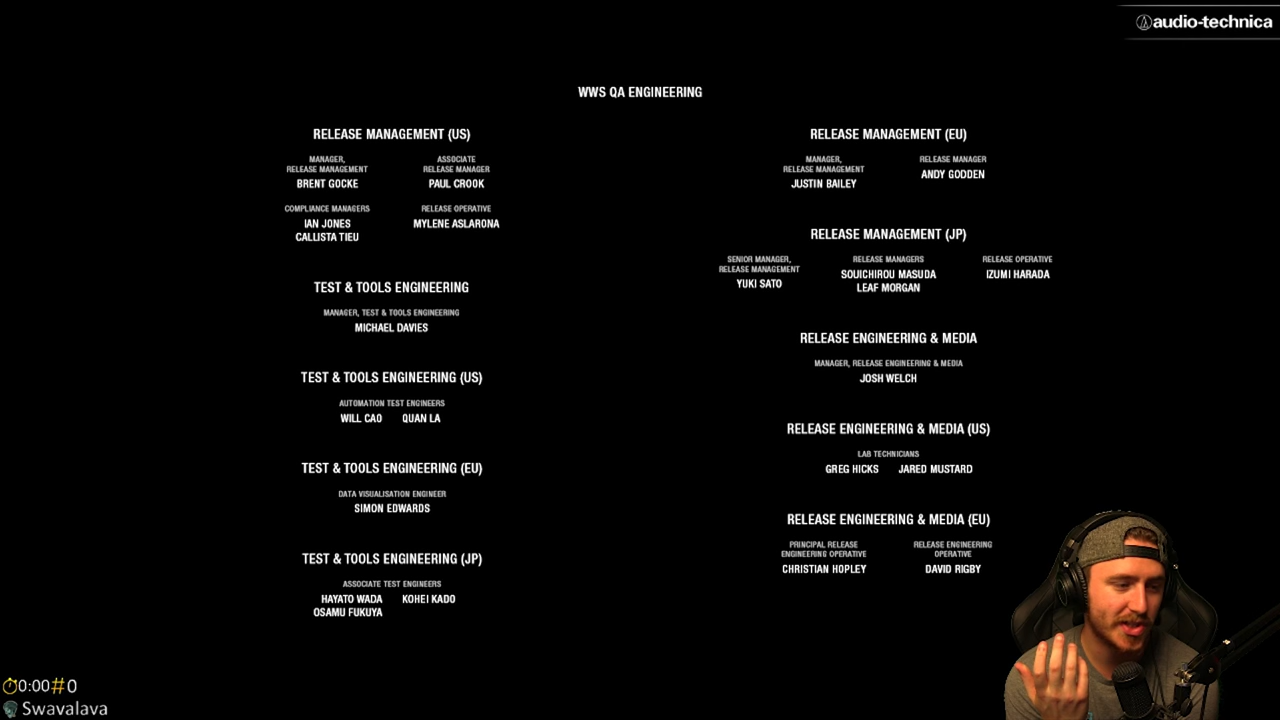 audio-technica
WWS QA ENGINEERING
RELEASE MANAGEMENT (US)
MANAGER,
RELEASE MANAGEMENT
BRENT GOCKE
ASSOCIATE
RELEASE MANAGER
PAUL CROOK
COMPLIANCE MANAGERS
IAN JONES
CALLISTA TIEU
RELEASE OPERATIVE
MYLENE ASLARONA
TEST & TOOLS ENGINEERING
MANAGER, TEST & TOOLS ENGINEERING
MICHAEL DAVIES
TEST & TOOLS ENGINEERING (US)
AUTOMATION TEST ENGINEERS
WILL CAO QUAN LA
TEST & TOOLS ENGINEERING (EU)
DATA VISUALISATION ENGINEER
SIMON EDWARDS
TEST & TOOLS ENGINEERING (JP)
ASSOCIATE TEST ENGINEERS
HAYATO WADA KOHEI KADO
OSAMU FUKUYA
RELEASE MANAGEMENT (EU)
MANAGER,
RELEASE MANAGEMENT
JUSTIN BAILEY
RELEASE MANAGER
ANDY GODDEN
RELEASE MANAGEMENT (JP)
SENIOR MANAGER,
RELEASE MANAGEMENT
YUKI SATO
RELEASE MANAGERS
SOUICHIROU MASUDA
LEAF MORGAN
RELEASE OPERATIVE
IZUMI HARADA
RELEASE ENGINEERING & MEDIA
MANAGER, RELEASE ENGINEERING & MEDIA
JOSH WELCH
RELEASE ENGINEERING & MEDIA (US)
LAB TECHNICIANS
GREG HICKS JARED MUSTARD
RELEASE ENGINEERING & MEDIA (EU)
PRINCIPAL RELEASE
ENGINEERING OPERATIVE
CHRISTIAN HOPLEY
RELEASE ENGINEERING
OPERATIVE
DAVID RIGBY
0:00#0
Swavalava